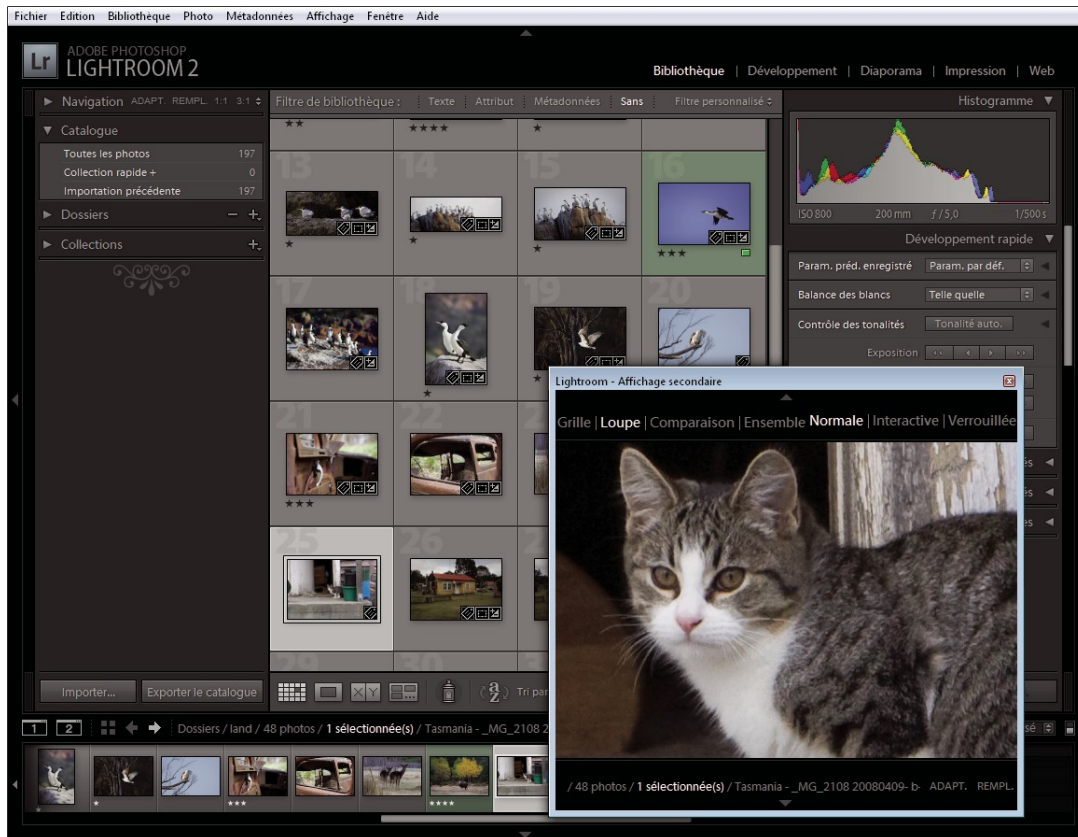 Fichier Edition Bibliothèque Photo Métadonnées Affichage Fenêtre Aide
Lr
ADOBE PHOTOSHOP
LIGHTROOM 2
Bibliothèque | Développement | Diaporama | Impression | Web
Navigation ADAPT. REMPL. 1:1 3:1
Catalogue
Toutes les photos 197
Collection rapide + 0
Importation précédente 197
Dossiers
Collections
Importer...
Exporter le catalogue
Filtre de bibliothèque : Texte Attribut Métadonnées Sans Filtre personnalisé
13 14 15 16
17 18 19 20
21 22
25 26
29 30
Tri par
Histogramme
ISO 800 200 mm f / 5,0 1/500 s
Développement rapide
Param. préd. enregistré Param. par déf.
Balance des blancs Telle quelle
Contrôle des tonalités Tonalité auto.
Exposition
Lightroom - Affichage secondaire
Grille | Loupe | Comparaison | Ensemble Normale | Interactive | Verrouillée
/ 48 photos / 1 sélectionnée(s) / Tasmania - _MG_2108 20080409- b- ADAPT. REMPL.
1 2 Dossiers / land / 48 photos / 1 sélectionnée(s) / Tasmania - _MG_2108 2